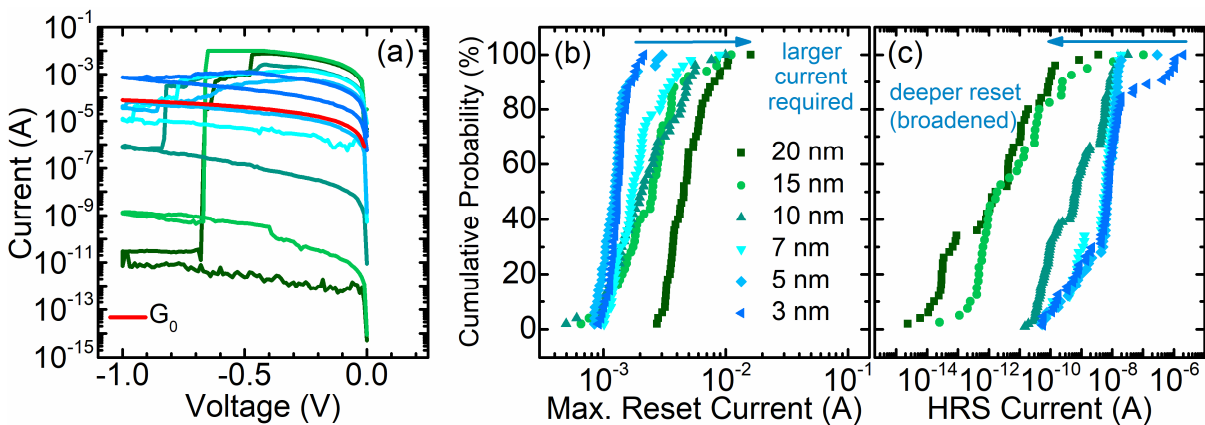 10⁻¹
10⁻³
10⁻⁵
10⁻⁷
10⁻⁹
10⁻¹¹
10⁻¹³
10⁻¹⁵
Current (A)
(a)
G₀
-1.0
-0.5
0.0
Voltage (V)
Cumulative Probability (%)
100
80
60
40
20
0
(b)
larger
current
required
20 nm
15 nm
10 nm
7 nm
5 nm
3 nm
10⁻³
10⁻²
10⁻¹
Max. Reset Current (A)
(c)
deeper reset
(broadened)
10⁻¹⁴
10⁻¹²
10⁻¹⁰
10⁻⁸
10⁻⁶
HRS Current (A)